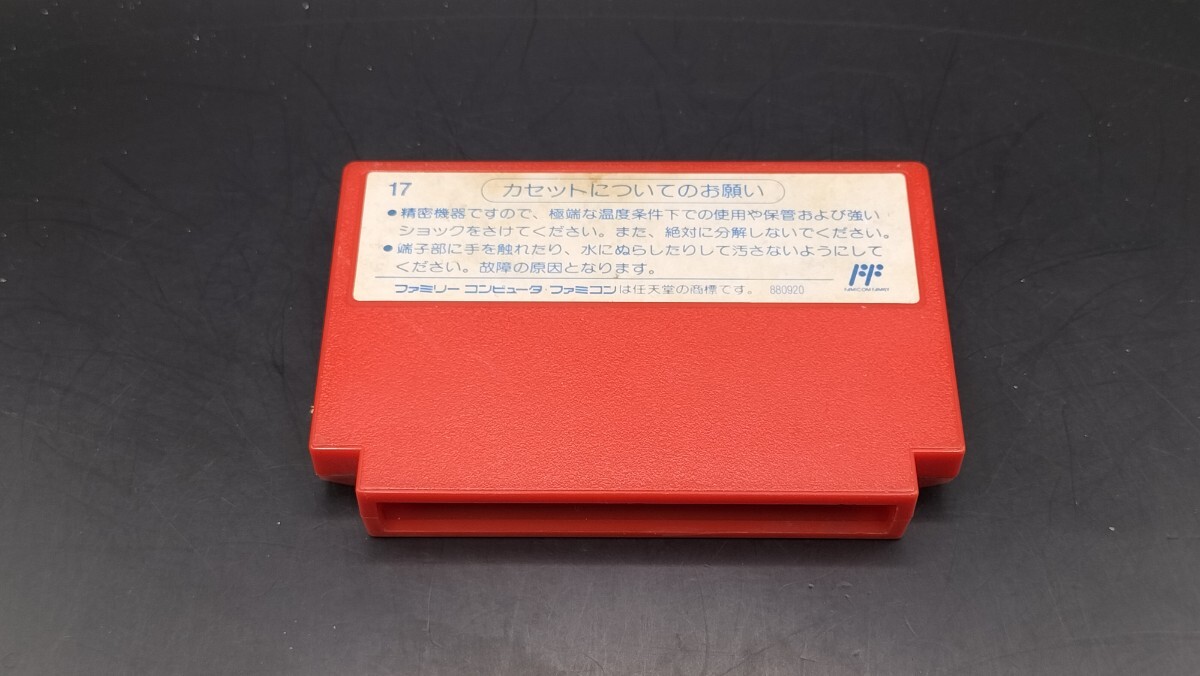 17 カセットについてのお願い
●精密機器ですので、極端な温度条件下での使用や保管および強い
ショックをさけてください。また、絶対に分解しないでください。
●端子部に手を触れたり、水にぬらしたりして汚さないようにして
ください。故障の原因となります。
ファミリー コンピュータ・ファミコンは任天堂の商標です。 880920
FF
FAMICOM FAMILY